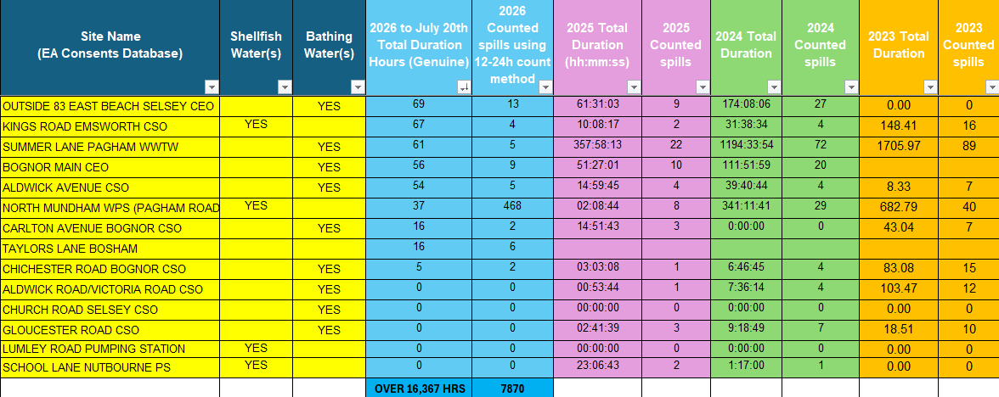 Site Name (EA Consents Database) Shellfish Water(s) Bathing Water(s) 2026 to July 20th Total Duration Hours (Genuine) 2026 Counted spills using 12-24h count method 2025 Total Duration (hh:mm:ss) 2025 Counted spills 2024 Total Duration 2024 Counted spills 2023 Total Duration 2023 Counted spills
OUTSIDE 83 EAST BEACH SELSEY CEO YES 69 13 61:31:03 9 174:08:06 27 0.00 0
KINGS ROAD EMSWORTH CSO YES 67 4 10:08:17 2 31:38:34 4 148.41 16
SUMMER LANE PAGHAM WWTW YES 61 5 357:58:13 22 1194:33:54 72 1705.97 89
BOGNOR MAIN CEO YES 56 9 51:27:01 10 111:51:59 20
ALDWICK AVENUE CSO YES 54 5 14:59:45 4 39:40:44 4 8.33 7
NORTH MUNDHAM WPS (PAGHAM ROAD YES 37 468 02:08:44 8 341:11:41 29 682.79 40
CARLTON AVENUE BOGNOR CSO YES 16 2 14:51:43 3 0:00:00 0 43.04 7
TAYLORS LANE BOSHAM 16 6
CHICHESTER ROAD BOGNOR CSO YES 5 2 03:03:08 1 6:46:45 4 83.08 15
ALDWICK ROAD/VICTORIA ROAD CSO YES 0 0 00:53:44 1 7:36:14 4 103.47 12
CHURCH ROAD SELSEY CSO YES 0 0 00:00:00 0 0:00:00 0 0.00 0
GLOUCESTER ROAD CSO YES 0 0 02:41:39 3 9:18:49 7 18.51 10
LUMLEY ROAD PUMPING STATION YES 0 0 00:00:00 0 0:00:00 0 0.00 0
SCHOOL LANE NUTBOURNE PS YES 0 0 23:06:43 2 1:17:00 1 0.00 0
OVER 16,367 HRS 7870